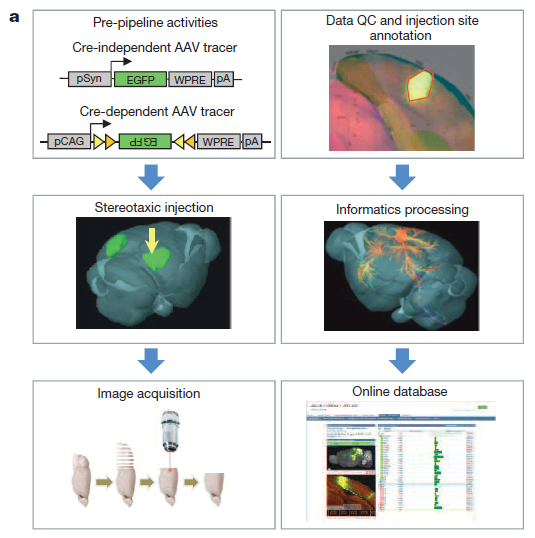 a
Pre-pipeline activities
Cre-independent AAV tracer
pSyn EGFP WPRE pA
Cre-dependent AAV tracer
pCAG EGFP WPRE pA
Stereotaxic injection
Image acquisition
Data QC and injection site
annotation
Informatics processing
Online database